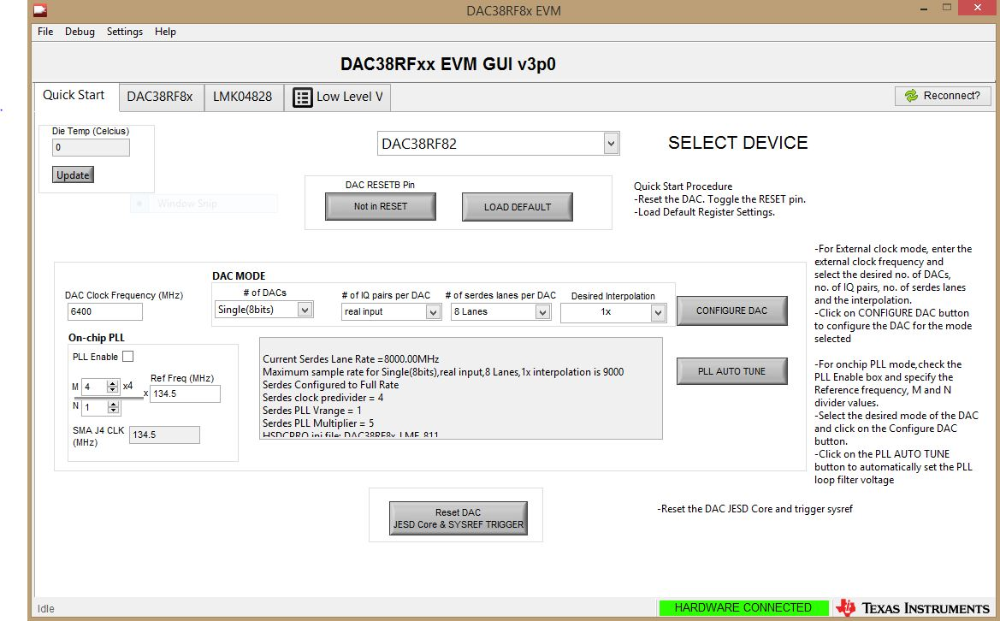 DAC38RF8x EVM
File Debug Settings Help
DAC38RFxx EVM GUI v3p0
Quick Start DAC38RF8x LMK04828 Low Level V Reconnect?
Die Temp (Celcius)
0
Update
DAC38RF82
SELECT DEVICE
Window Snip
DAC RESETB Pin
Not in RESET LOAD DEFAULT
Quick Start Procedure
-Reset the DAC. Toggle the RESET pin.
-Load Default Register Settings.
-For External clock mode, enter the
external clock frequency and
select the desired no. of DACs,
no. of IQ pairs, no. of serdes lanes
and the interpolation.
-Click on CONFIGURE DAC button
to configure the DAC for the mode
selected
-For onchip PLL mode,check the
PLL Enable box and specify the
Reference frequency, M and N
divider values.
-Select the desired mode of the DAC
and click on the Configure DAC
button.
-Click on the PLL AUTO TUNE
button to automatically set the PLL
loop filter voltage
DAC MODE
DAC Clock Frequency (MHz)
6400
# of DACs # of IQ pairs per DAC # of serdes lanes per DAC Desired Interpolation
Single(8bits) real input 8 Lanes 1x
CONFIGURE DAC
On-chip PLL
PLL Enable
M 4 x4
N 1
x
Ref Freq (MHz)
134.5
SMA J4 CLK
(MHz)
134.5
Current Serdes Lane Rate =8000.00MHz
Maximum sample rate for Single(8bits),real input,8 Lanes,1x interpolation is 9000
Serdes Configured to Full Rate
Serdes clock predivider = 4
Serdes PLL Vrange = 1
Serdes PLL Multiplier = 5
HSDCPRO ini file: DAC38RF8x_LMF_811
PLL AUTO TUNE
Reset DAC
JESD Core & SYSREF TRIGGER
-Reset the DAC JESD Core and trigger sysref
Idle
HARDWARE CONNECTED
TEXAS INSTRUMENTS